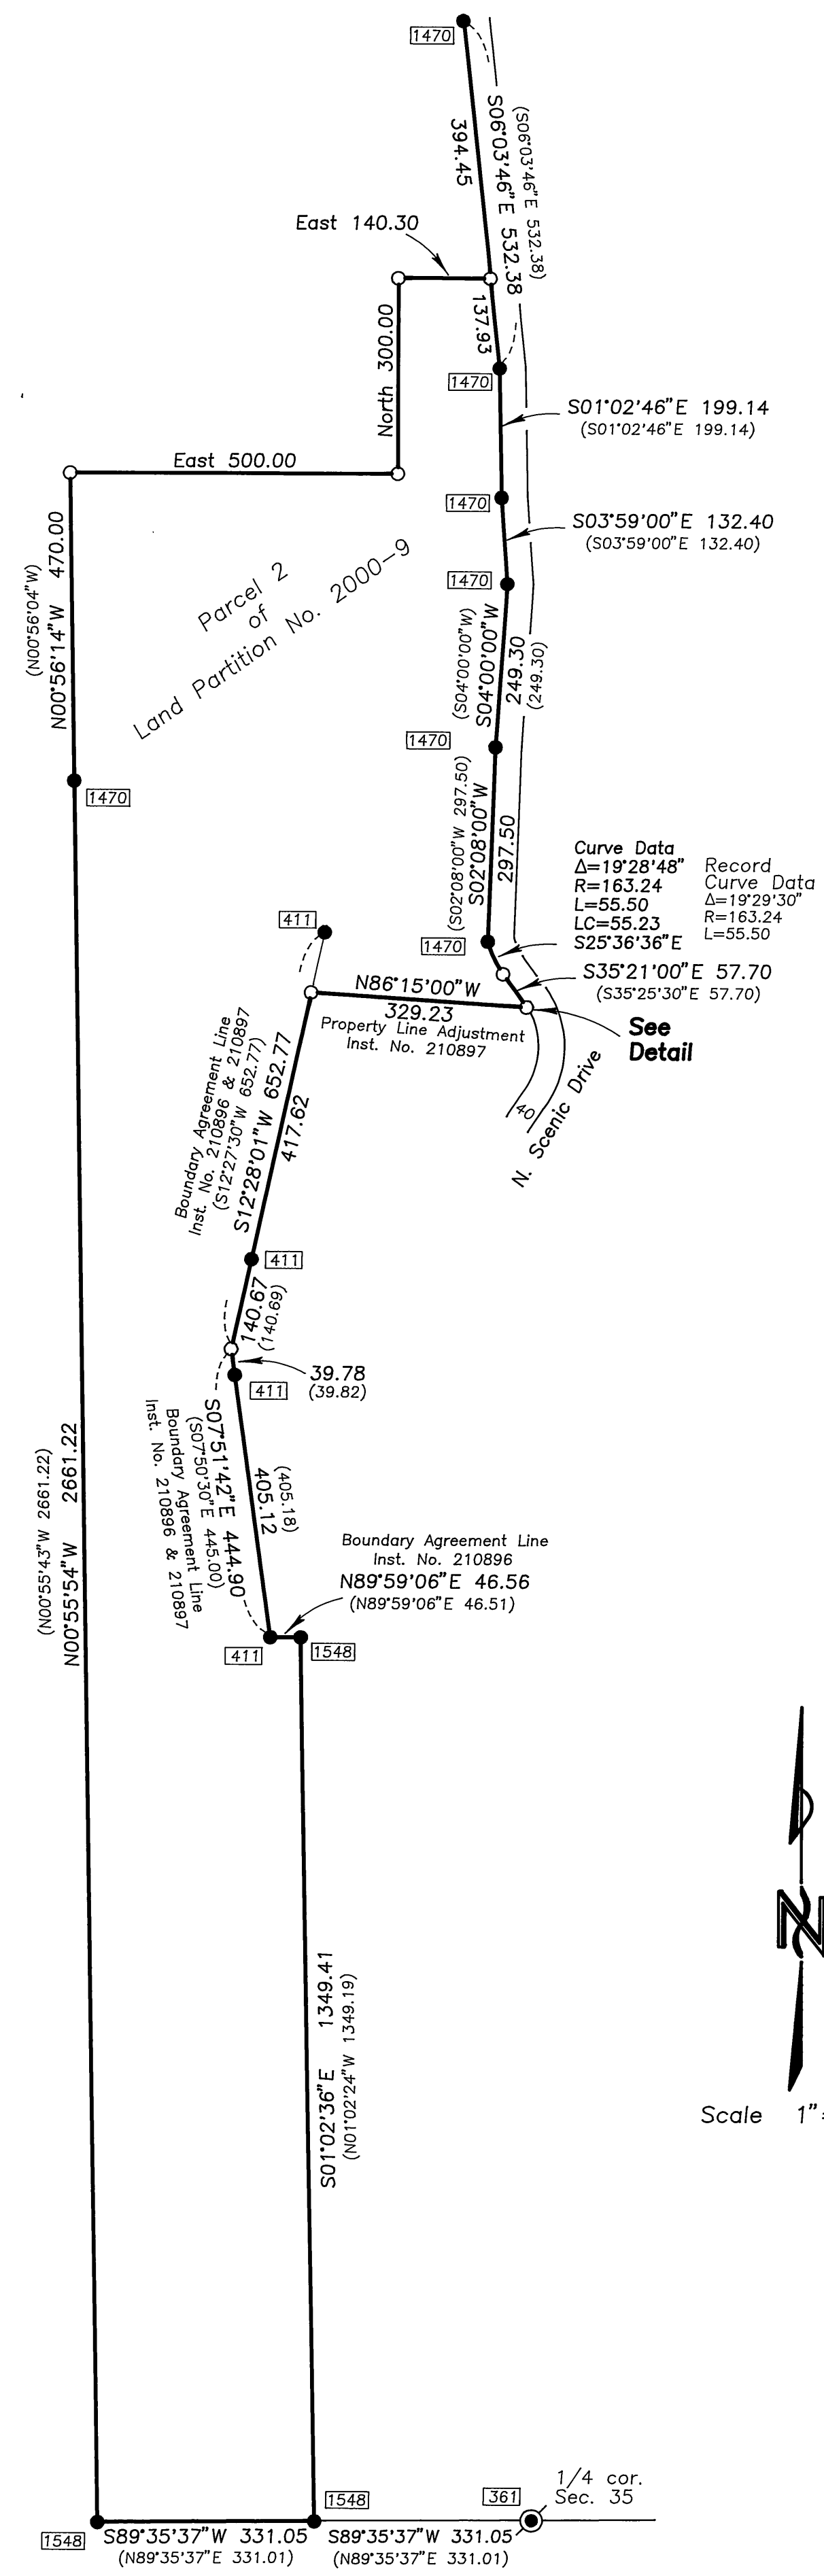 1470
394.45
S06°03'46"E 532.38
(S06°03'46"E 532.38)
East 140.30
North 300.00
137.93
1470
S01°02'46"E 199.14
(S01°02'46"E 199.14)
East 500.00
1470
S03°59'00"E 132.40
(S03°59'00"E 132.40)
(N00°56'04"W)
N00°56'14"W 470.00
Parcel 2
of
Land Partition No. 2000-9
1470
(S04°00'00"W)
S04°00'00"W
249.30
(249.30)
1470
1470
(S02°08'00"W 297.50)
S02°08'00"W
297.50
Curve Data
Δ=19°28'48"
R=163.24
L=55.50
LC=55.23
S25°36'36"E
Record
Curve Data
Δ=19°29'30"
R=163.24
L=55.50
411
1470
S35°21'00"E 57.70
(S35°25'30"E 57.70)
N86°15'00"W
329.23
Property Line Adjustment
Inst. No. 210897
See
Detail
40
N. Scenic Drive
Boundary Agreement Line
Inst. No. 210896 & 210897
(S12°27'30"W 652.77)
S12°28'01"W 652.77
417.62
411
140.67
(140.69)
39.78
(39.82)
411
S07°51'42"E 444.90
(S07°50'30"E 445.00)
Boundary Agreement Line
Inst. No. 210896 & 210897
(405.18)
405.12
(N00°55'43"W 2661.22)
N00°55'54"W 2661.22
Boundary Agreement Line
Inst. No. 210896
N89°59'06"E 46.56
(N89°59'06"E 46.51)
411
1548
N
Scale 1"=
S01°02'36"E 1349.41
(N01°02'24"W 1349.19)
1/4 cor.
Sec. 35
361
1548
1548
S89°35'37"W 331.05
(N89°35'37"E 331.01)
S89°35'37"W 331.05
(N89°35'37"E 331.01)